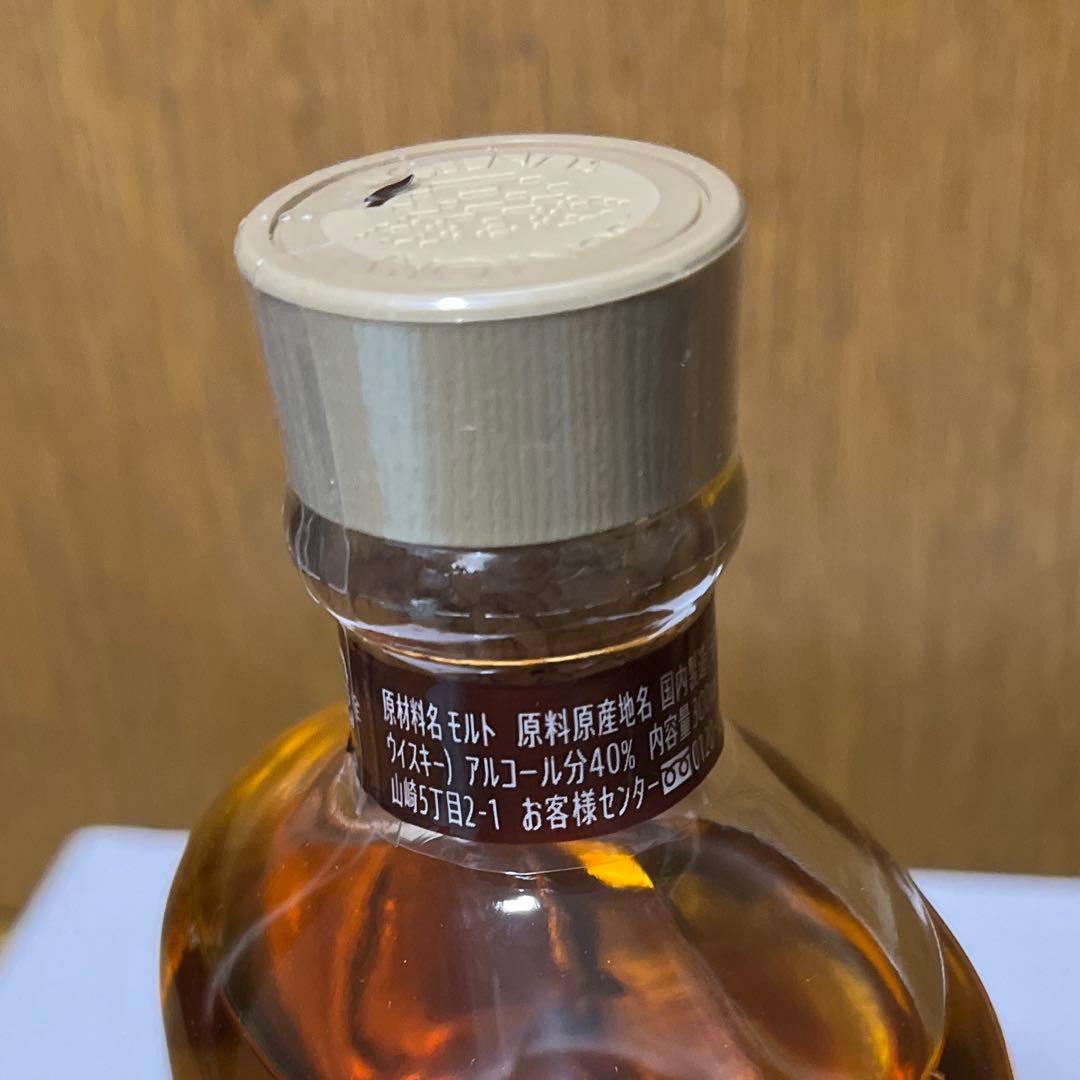 原材料名 モルト 原料原産地名 国内製造
ウイスキー) アルコール分40% 内容量
山崎5丁目2-1 お客様センター